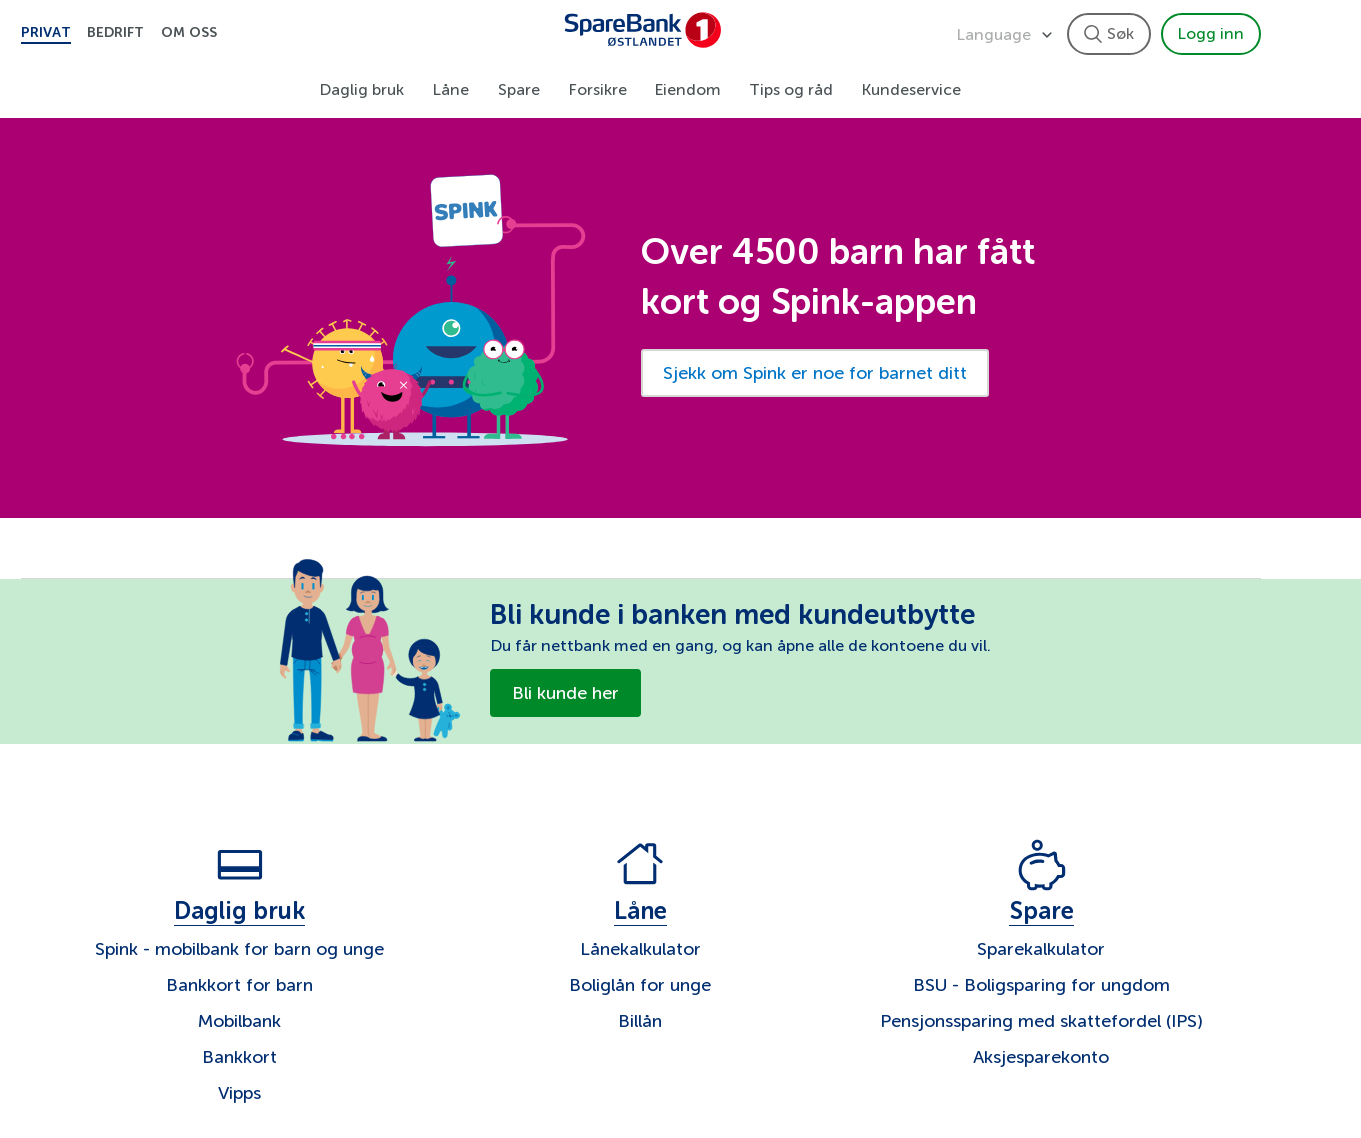 PRIVAT BEDRIFT OM OSS
SpareBank 1
ØSTLANDET
Language
Søk
Logg inn
Daglig bruk Låne Spare Forsikre Eiendom Tips og råd Kundeservice
SPINK
Over 4500 barn har fått
kort og Spink-appen
Sjekk om Spink er noe for barnet ditt
Bli kunde i banken med kundeutbytte
Du får nettbank med en gang, og kan åpne alle de kontoene du vil.
Bli kunde her
Daglig bruk
Spink - mobilbank for barn og unge
Bankkort for barn
Mobilbank
Bankkort
Vipps
Låne
Lånekalkulator
Boliglån for unge
Billån
Spare
Sparekalkulator
BSU - Boligsparing for ungdom
Pensjonssparing med skattefordel (IPS)
Aksjesparekonto